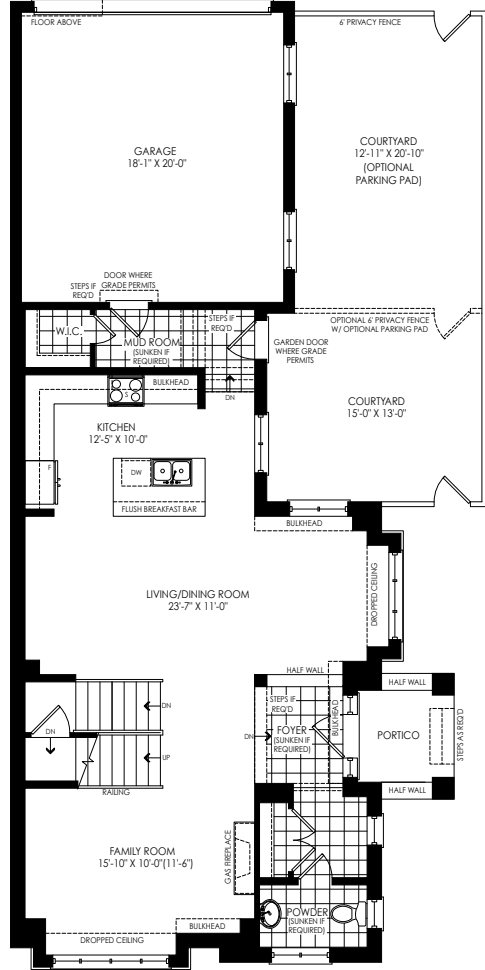 FLOOR ABOVE
6' PRIVACY FENCE
GARAGE
18'-1" X 20'-0"
COURTYARD
12'-11" X 20'-10"
(OPTIONAL
PARKING PAD)
DOOR WHERE
GRADE PERMITS
STEPS IF
REQ'D
W.I.C.
MUD ROOM
(SUNKEN IF
REQUIRED)
STEPS IF
REQ'D
OPTIONAL 6' PRIVACY FENCE
W/ OPTIONAL PARKING PAD
GARDEN DOOR
WHERE GRADE
PERMITS
DN
BULKHEAD
S
KITCHEN
12'-5" X 10'-0"
COURTYARD
15'-0" X 13'-0"
F
DW
FLUSH BREAKFAST BAR
BULKHEAD
LIVING/DINING ROOM
23'-7" X 11'-0"
DROPPED CEILING
HALF WALL
HALF WALL
DN
STEPS IF
REQ'D
BULKHEAD
DN
FOYER
(SUNKEN IF
REQUIRED)
DN
PORTICO
STEPS AS REQ'D
UP
RAILING
HALF WALL
FAMILY ROOM
15'-10" X 10'-0"(11'-6")
GAS FIREPLACE
POWDER
(SUNKEN IF
REQUIRED)
BULKHEAD
DROPPED CEILING